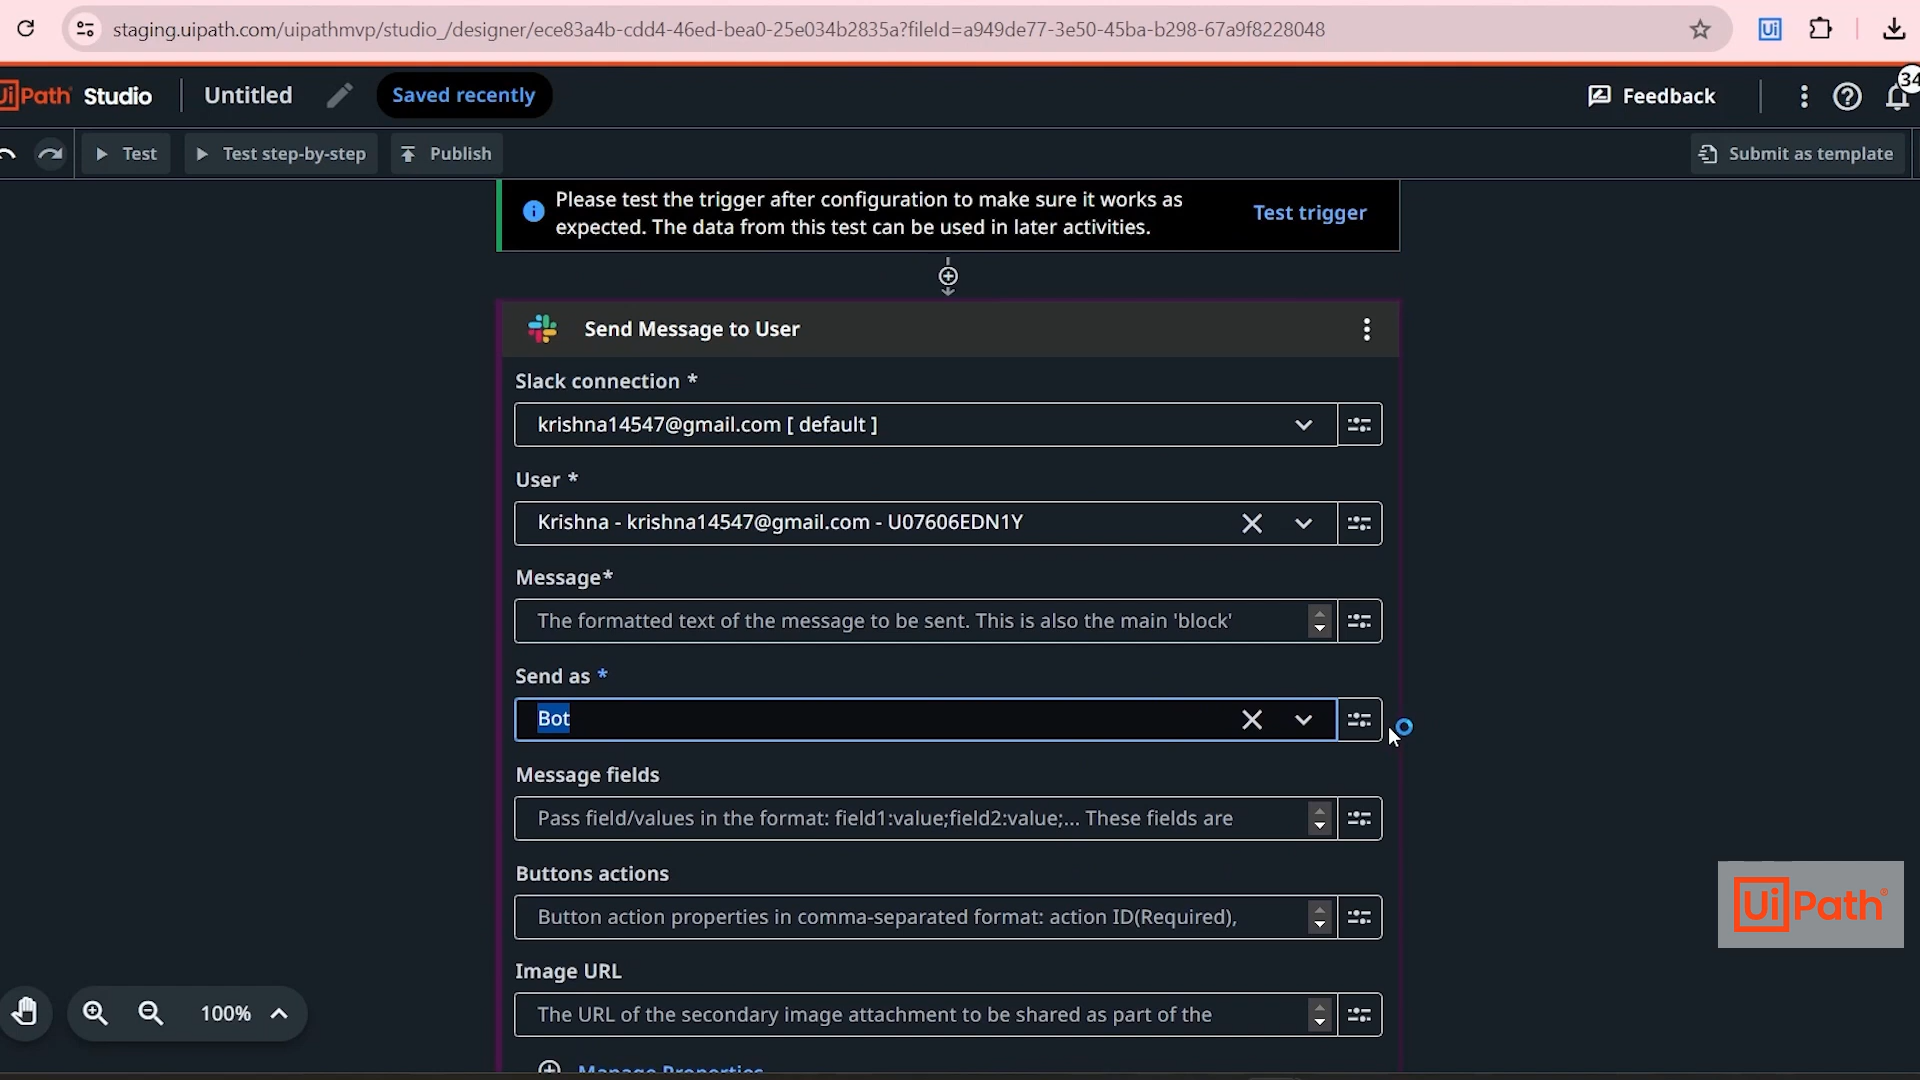 staging.uipath.com/uipathmvp/studio_/designer/ece83a4b-cdd4-46ed-bea0-25e034b2835a?fileId=a949de77-3e50-45ba-b298-67a9f8228048
Ui
UiPath Studio
Untitled
Saved recently
Feedback
34
Test
Test step-by-step
Publish
Submit as template
Please test the trigger after configuration to make sure it works as
expected. The data from this test can be used in later activities.
Test trigger
Send Message to User
Slack connection *
krishna14547@gmail.com [ default ]
User *
Krishna - krishna14547@gmail.com - U07606EDN1Y
Message*
The formatted text of the message to be sent. This is also the main 'block'
Send as *
Bot
Message fields
Pass field/values in the format: field1:value;field2:value;... These fields are
Buttons actions
Button action properties in comma-separated format: action ID(Required),
Image URL
The URL of the secondary image attachment to be shared as part of the
Manage Properties
100%
UiPath®